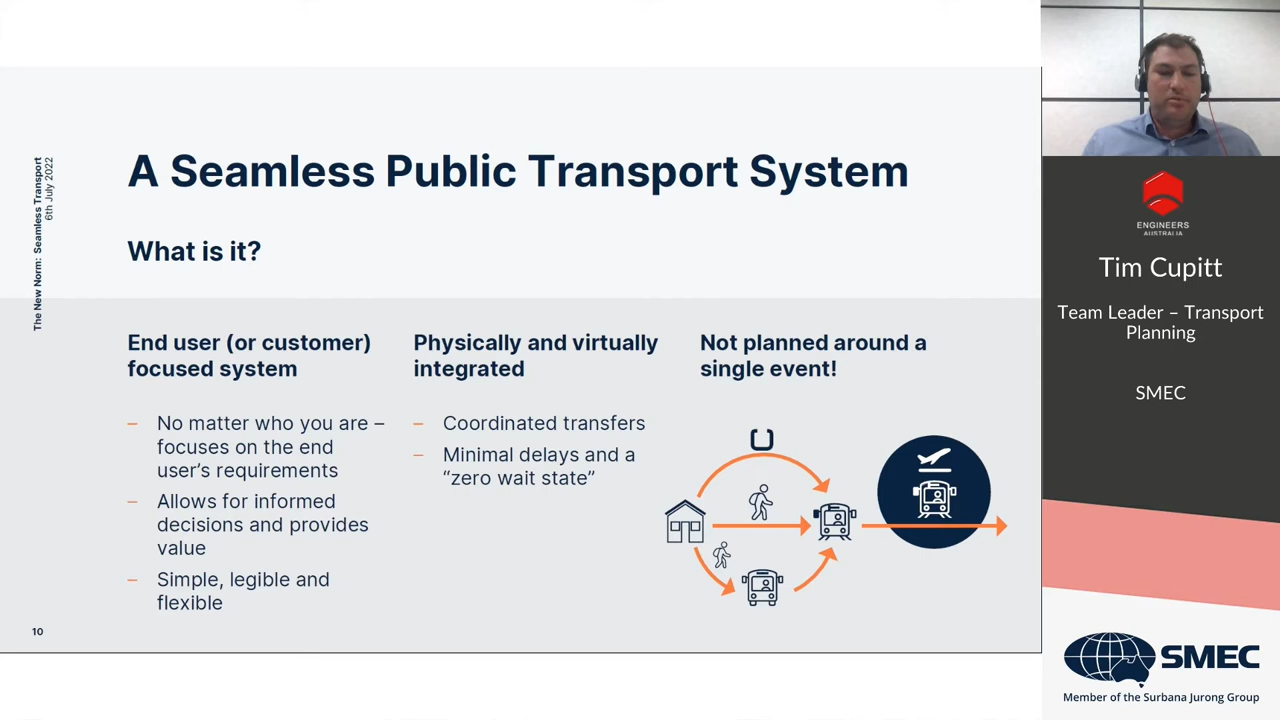 The New Norm: Seamless Transport
6th July 2022
A Seamless Public Transport System
What is it?
End user (or customer)
focused system
– No matter who you are –
focuses on the end
user's requirements
– Allows for informed
decisions and provides
value
– Simple, legible and
flexible
Physically and virtually
integrated
– Coordinated transfers
– Minimal delays and a
“zero wait state”
Not planned around a
single event!
10
ENGINEERS
AUSTRALIA
Tim Cupitt
Team Leader – Transport
Planning
SMEC
SMEC
Member of the Surbana Jurong Group